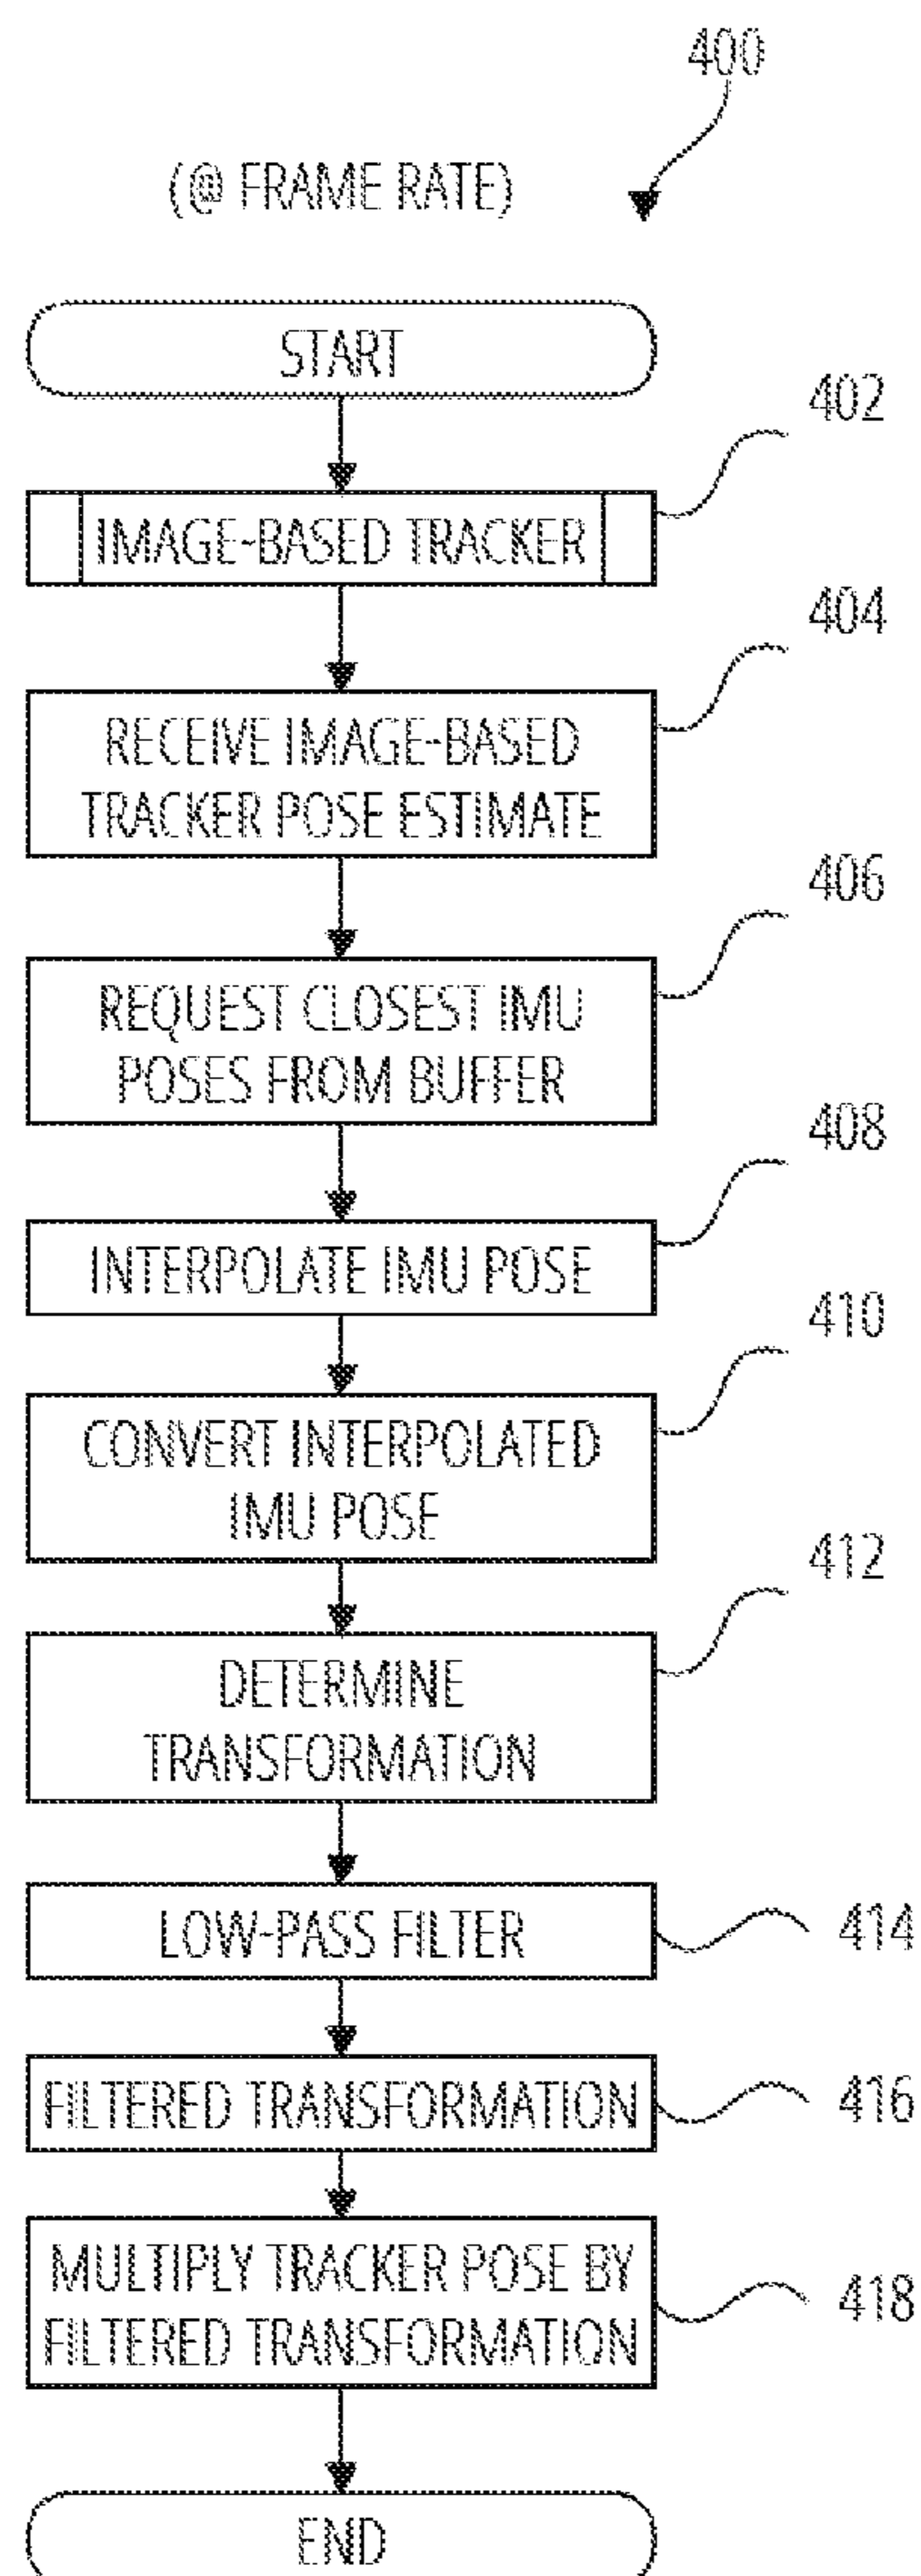 400
(@ FRAME RATE)
START
402
IMAGE-BASED TRACKER
404
RECEIVE IMAGE-BASED
TRACKER POSE ESTIMATE
406
REQUEST CLOSEST IMU
POSES FROM BUFFER
408
INTERPOLATE IMU POSE
410
CONVERT INTERPOLATED
IMU POSE
412
DETERMINE
TRANSFORMATION
LOW-PASS FILTER
414
FILTERED TRANSFORMATION
416
MULTIPLY TRACKER POSE BY
FILTERED TRANSFORMATION
418
END